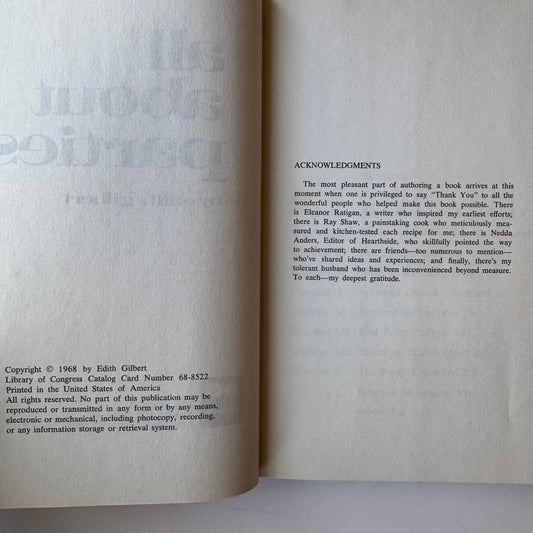 all
about
parties
by edith gilbert
Copyright © 1968 by Edith Gilbert
Library of Congress Catalog Card Number 68-8522
Printed in the United States of America
All rights reserved. No part of this publication may be
reproduced or transmitted in any form or by any means,
electronic or mechanical, including photocopy, recording,
or any information storage or retrieval system.
ACKNOWLEDGMENTS
The most pleasant part of authoring a book arrives at this
moment when one is privileged to say “Thank You” to all the
wonderful people who helped make this book possible. There
is Eleanor Ratigan, a writer who inspired my earliest efforts;
there is Ray Shaw, a painstaking cook who meticulously mea-
sured and kitchen-tested each recipe for me; there is Nedda
Anders, Editor of Hearthside, who skillfully pointed the way
to achievement; there are friends—too numerous to mention—
who've shared ideas and experiences; and finally, there's my
tolerant husband who has been inconvenienced beyond measure.
To each—my deepest gratitude.